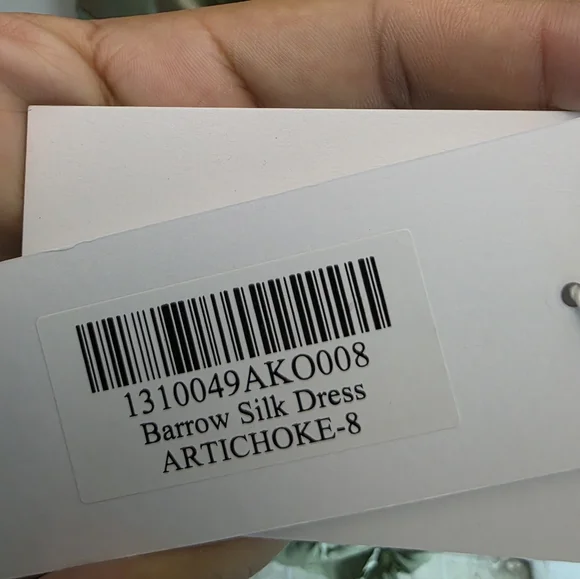 1310049AKO008
Barrow Silk Dress
ARTICHOKE-8